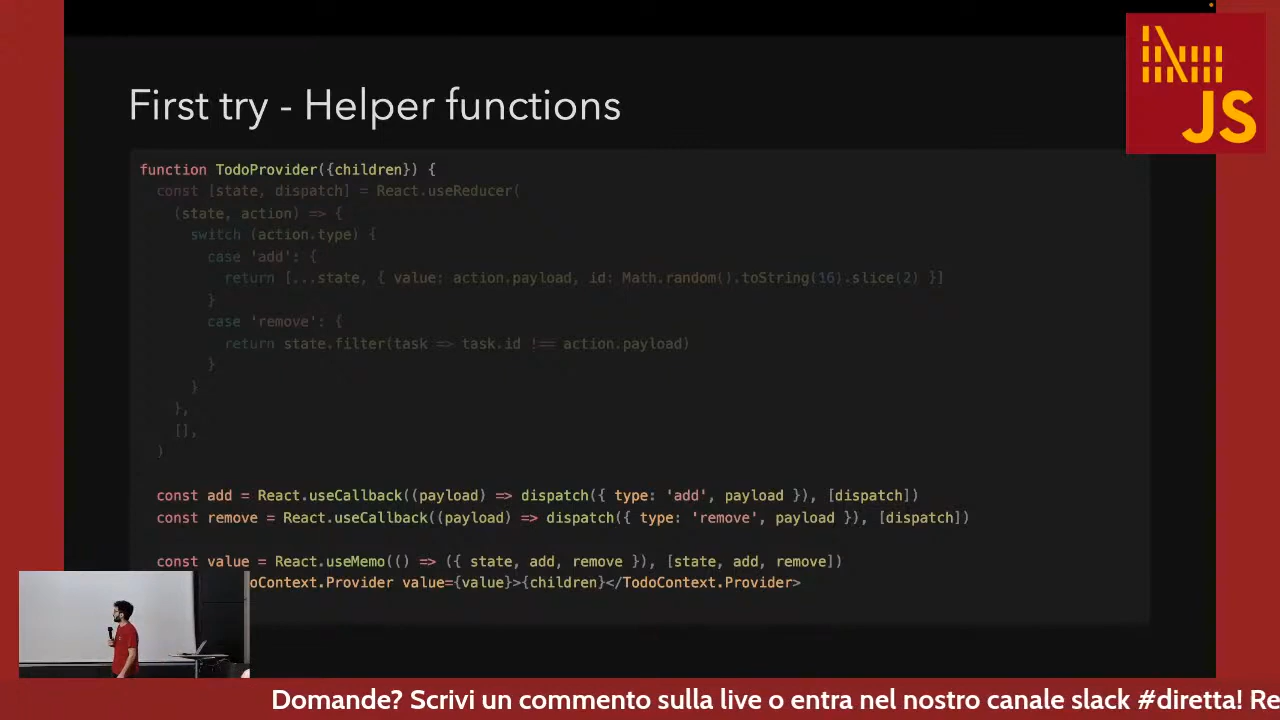 First try - Helper functions
JS
function TodoProvider({children}) {
const [state, dispatch] = React.useReducer(
(state, action) => {
switch (action.type) {
case 'add': {
return [...state, { value: action.payload, id: Math.random().toString(16).slice(2) }]
}
case 'remove': {
return state.filter(task => task.id !== action.payload)
}
}
},
[],
)
const add = React.useCallback((payload) => dispatch({ type: 'add', payload }), [dispatch])
const remove = React.useCallback((payload) => dispatch({ type: 'remove', payload }), [dispatch])
const value = React.useMemo(() => ({ state, add, remove }), [state, add, remove])
oContext.Provider value={value}>{children}</TodoContext.Provider>
Domande? Scrivi un commento sulla live o entra nel nostro canale slack #diretta! Re